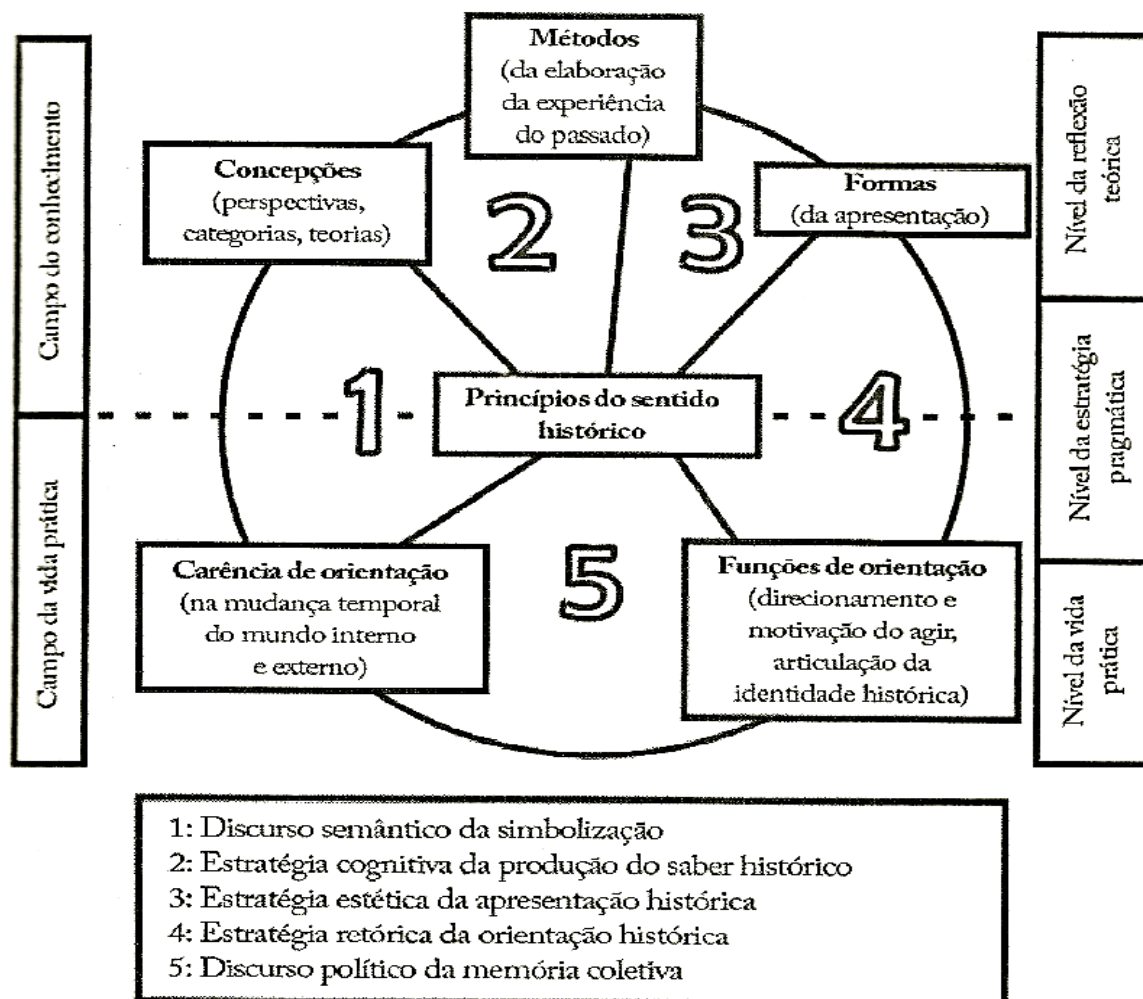 Métodos
(da elaboração
da experiência
do passado)
Concepções
(perspectivas,
categorias, teorias)
Formas
(da apresentação)
2
3
Campo do conhecimento
Nível da reflexão
teórica
1
Princípios do sentido
histórico
4
Nível da estratégia
pragmática
Campo da vida prática
Carência de orientação
(na mudança temporal
do mundo interno
e externo)
5
Funções de orientação
(direcionamento e
motivação do agir,
articulação da
identidade histórica)
Nível da vida
prática
1: Discurso semântico da simbolização
2: Estratégia cognitiva da produção do saber histórico
3: Estratégia estética da apresentação histórica
4: Estratégia retórica da orientação histórica
5: Discurso político da memória coletiva